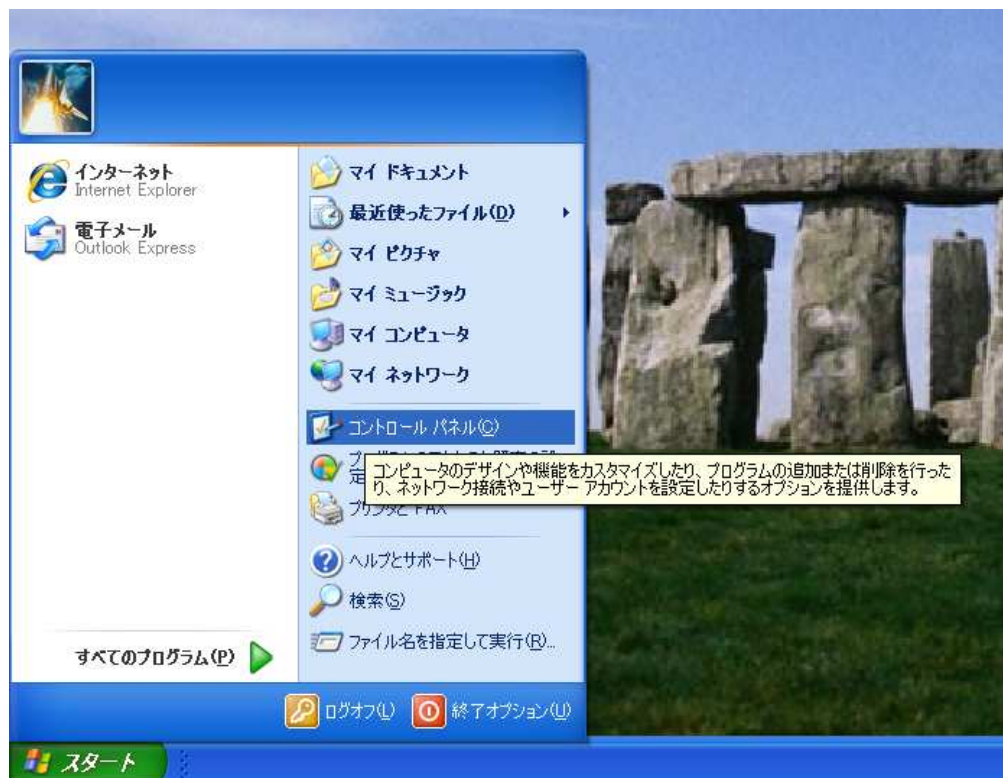 インターネット
Internet Explorer
電子メール
Outlook Express
すべてのプログラム(P)
マイ ドキュメント
最近使ったファイル(D)
マイ ピクチャ
マイ ミュージック
マイ コンピュータ
マイ ネットワーク
コントロール パネル(C)
コンピュータのデザインや機能をカスタマイズしたり、プログラムの追加または削除を行った
り、ネットワーク接続やユーザー アカウントを設定したりするオプションを提供します。
プリンタと FAX
ヘルプとサポート(H)
検索(S)
ファイル名を指定して実行(R)...
ログオフ(L)
終了オプション(U)
スタート